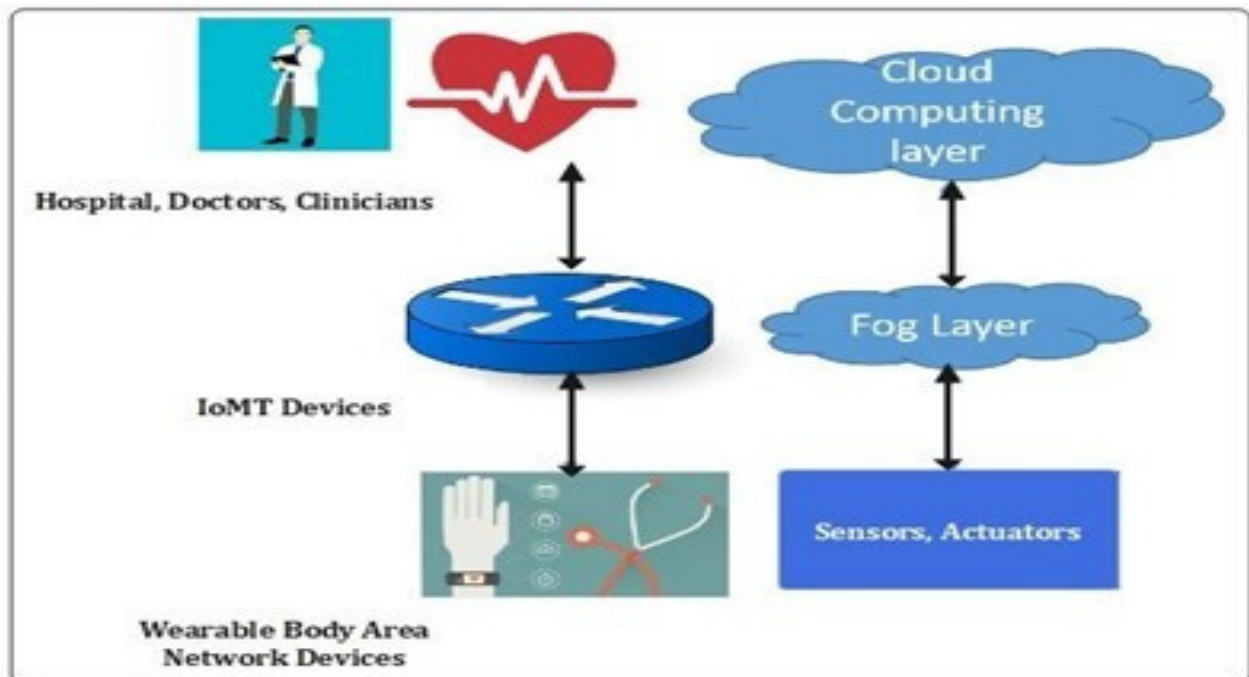 Cloud
Computing
layer
Hospital, Doctors, Clinicians
Fog Layer
IoMT Devices
Sensors, Actuators
Wearable Body Area
Network Devices